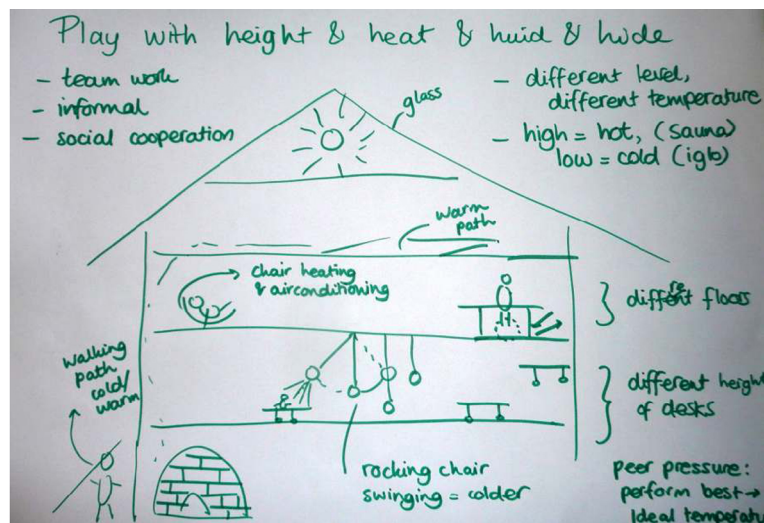 Play with height & heat & huid & hide
- team work
- informal
- social cooperation
- different level,
different temperature
- high = hot, (sauna)
low = cold (iglo)
glass
warm
path
chair heating
& airconditioning
different floors
walking
path
cold/
warm
different height
of desks
rocking chair
swinging = colder
peer pressure:
perform best →
Ideal temperatu